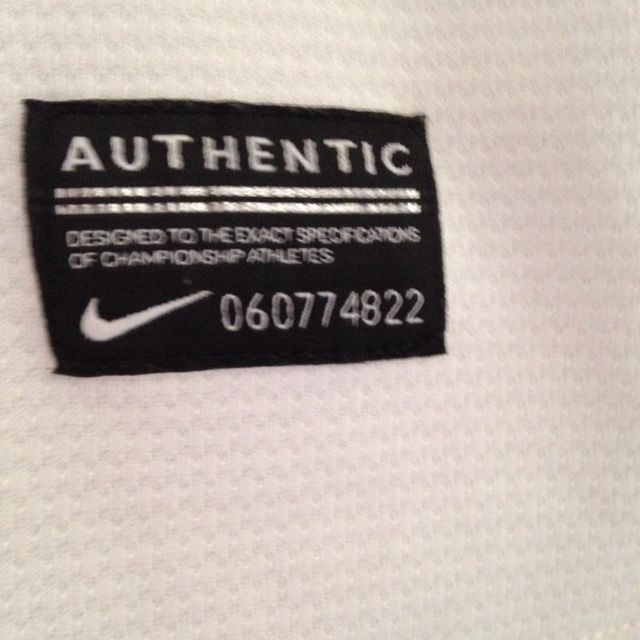 AUTHENTIC
DESIGNED TO THE EXACT SPECIFICATIONS
OF CHAMPIONSHIP ATHLETES
060774822